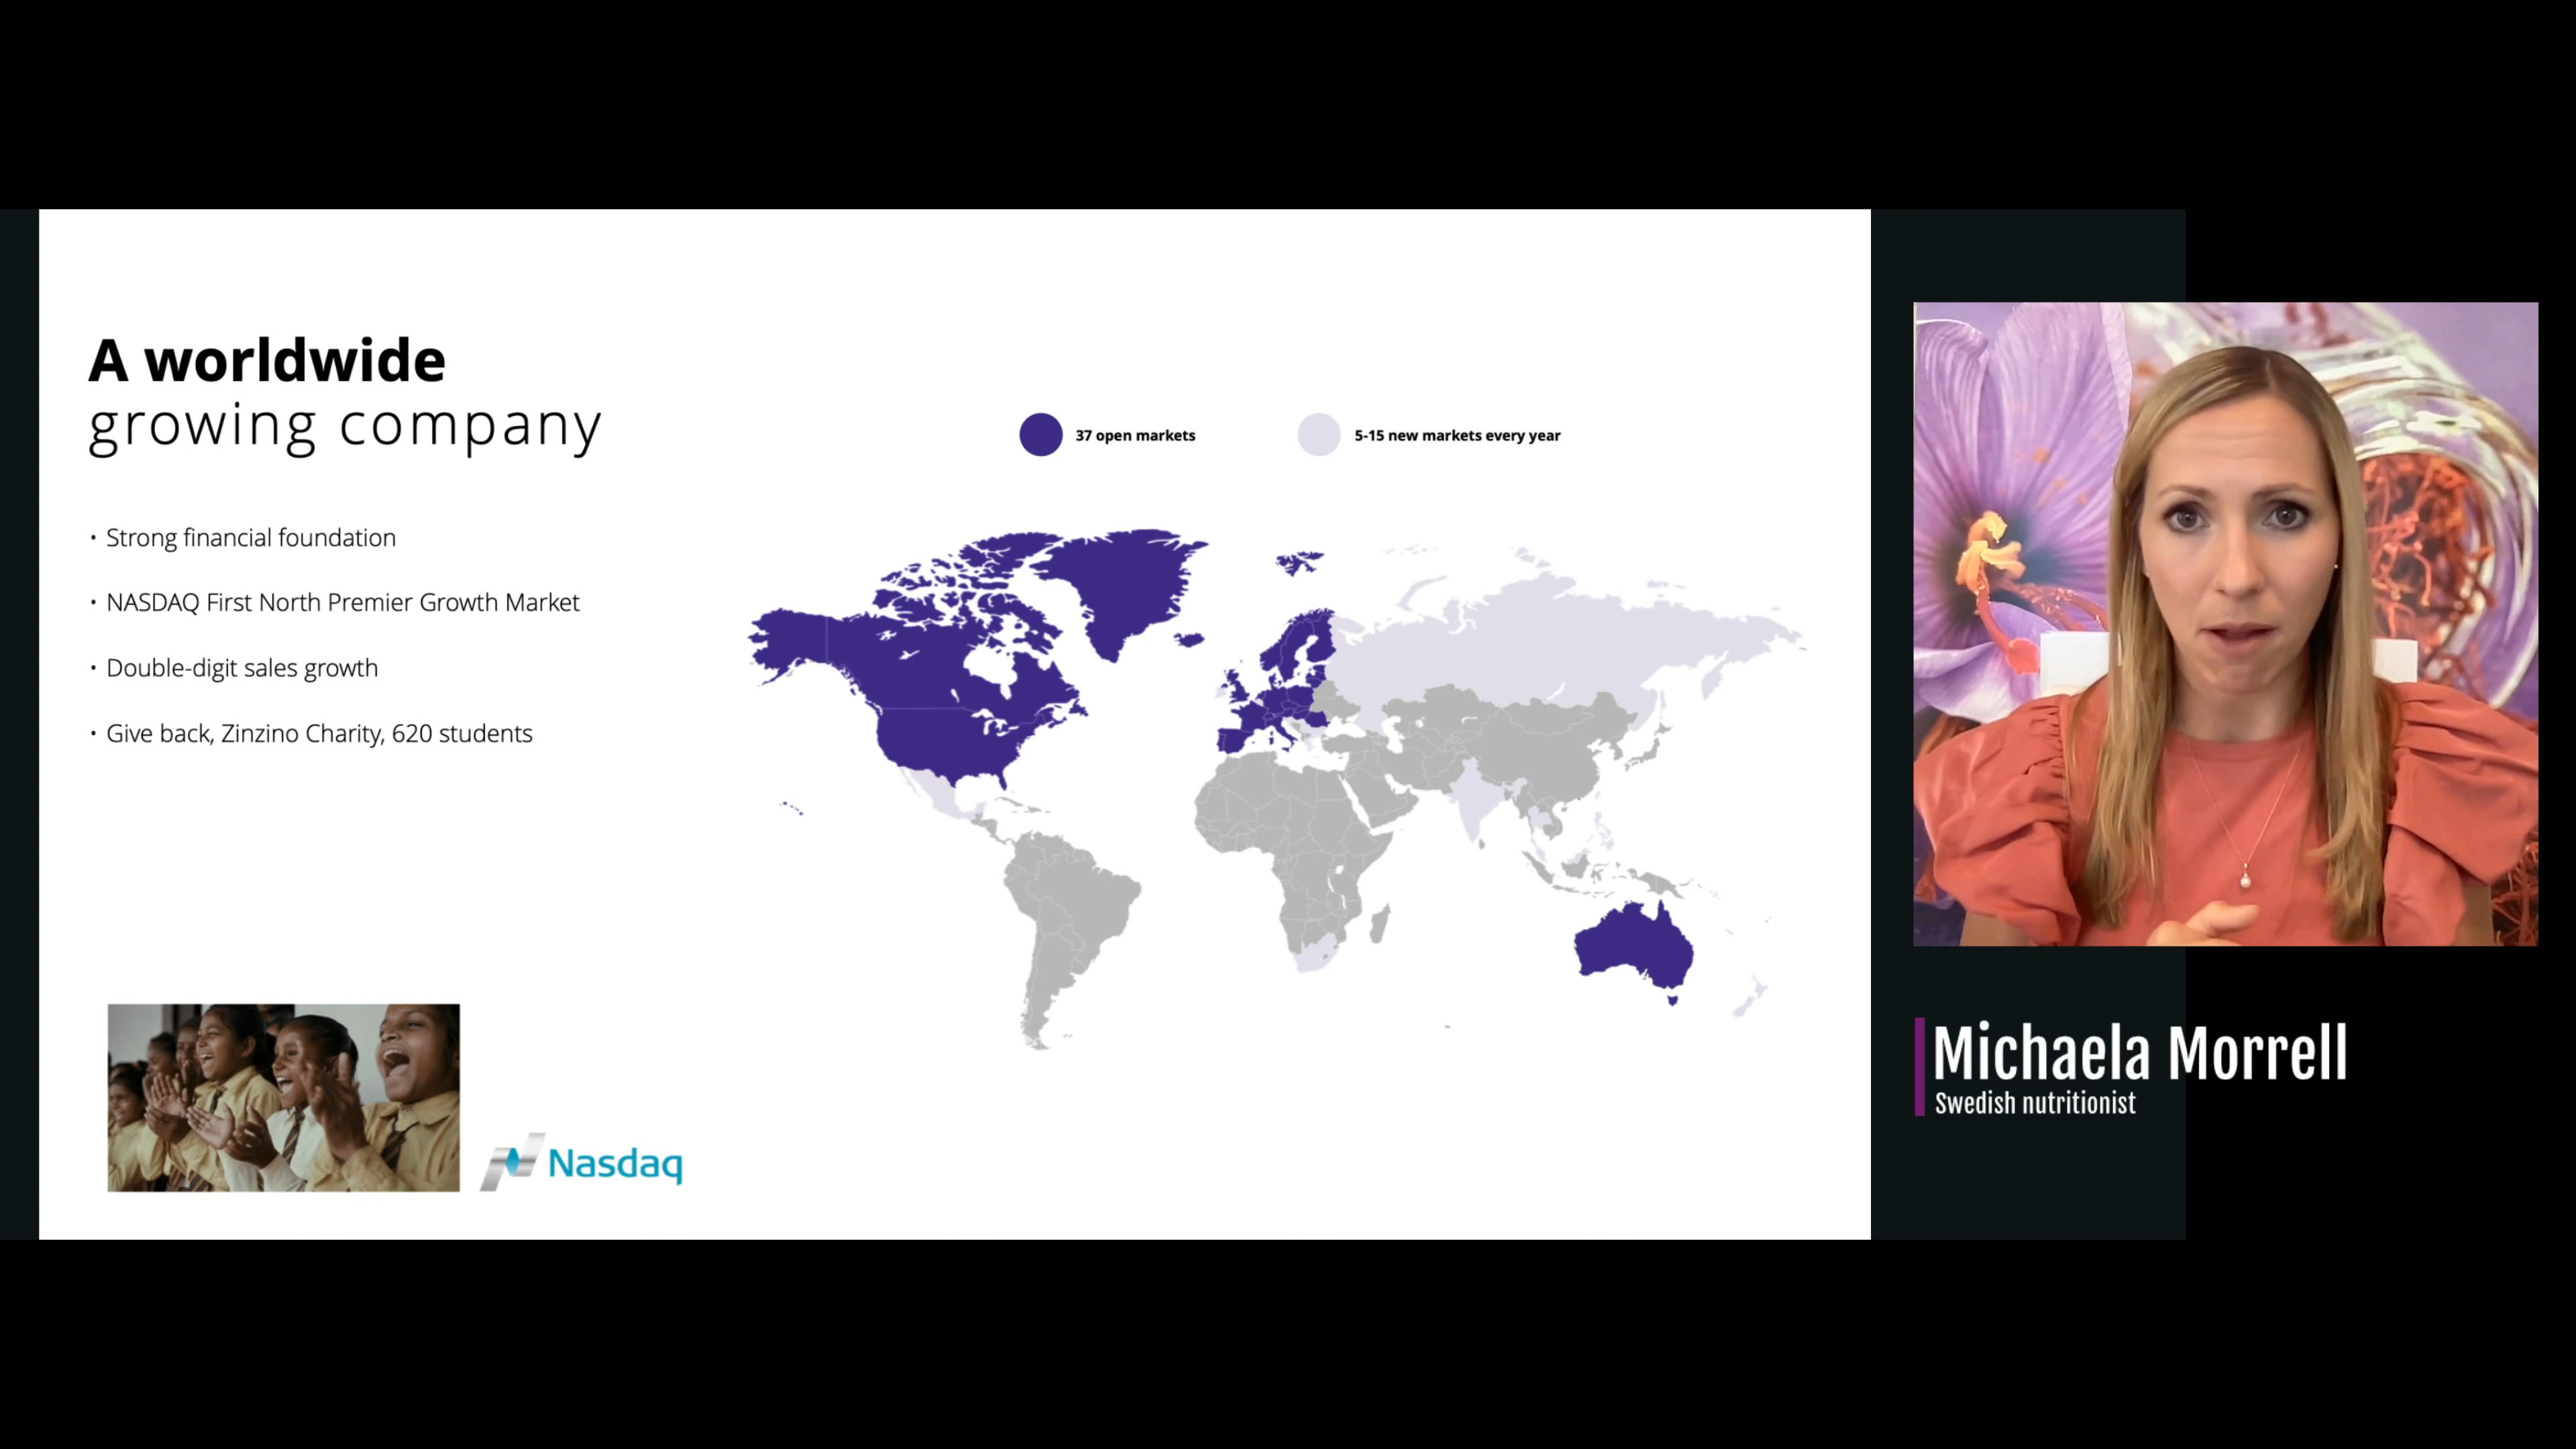 A worldwide
growing company
• Strong financial foundation
• NASDAQ First North Premier Growth Market
• Double-digit sales growth
• Give back, Zinzino Charity, 620 students
37 open markets
5-15 new markets every year
Nasdaq
Michaela Morrell
Swedish nutritionist